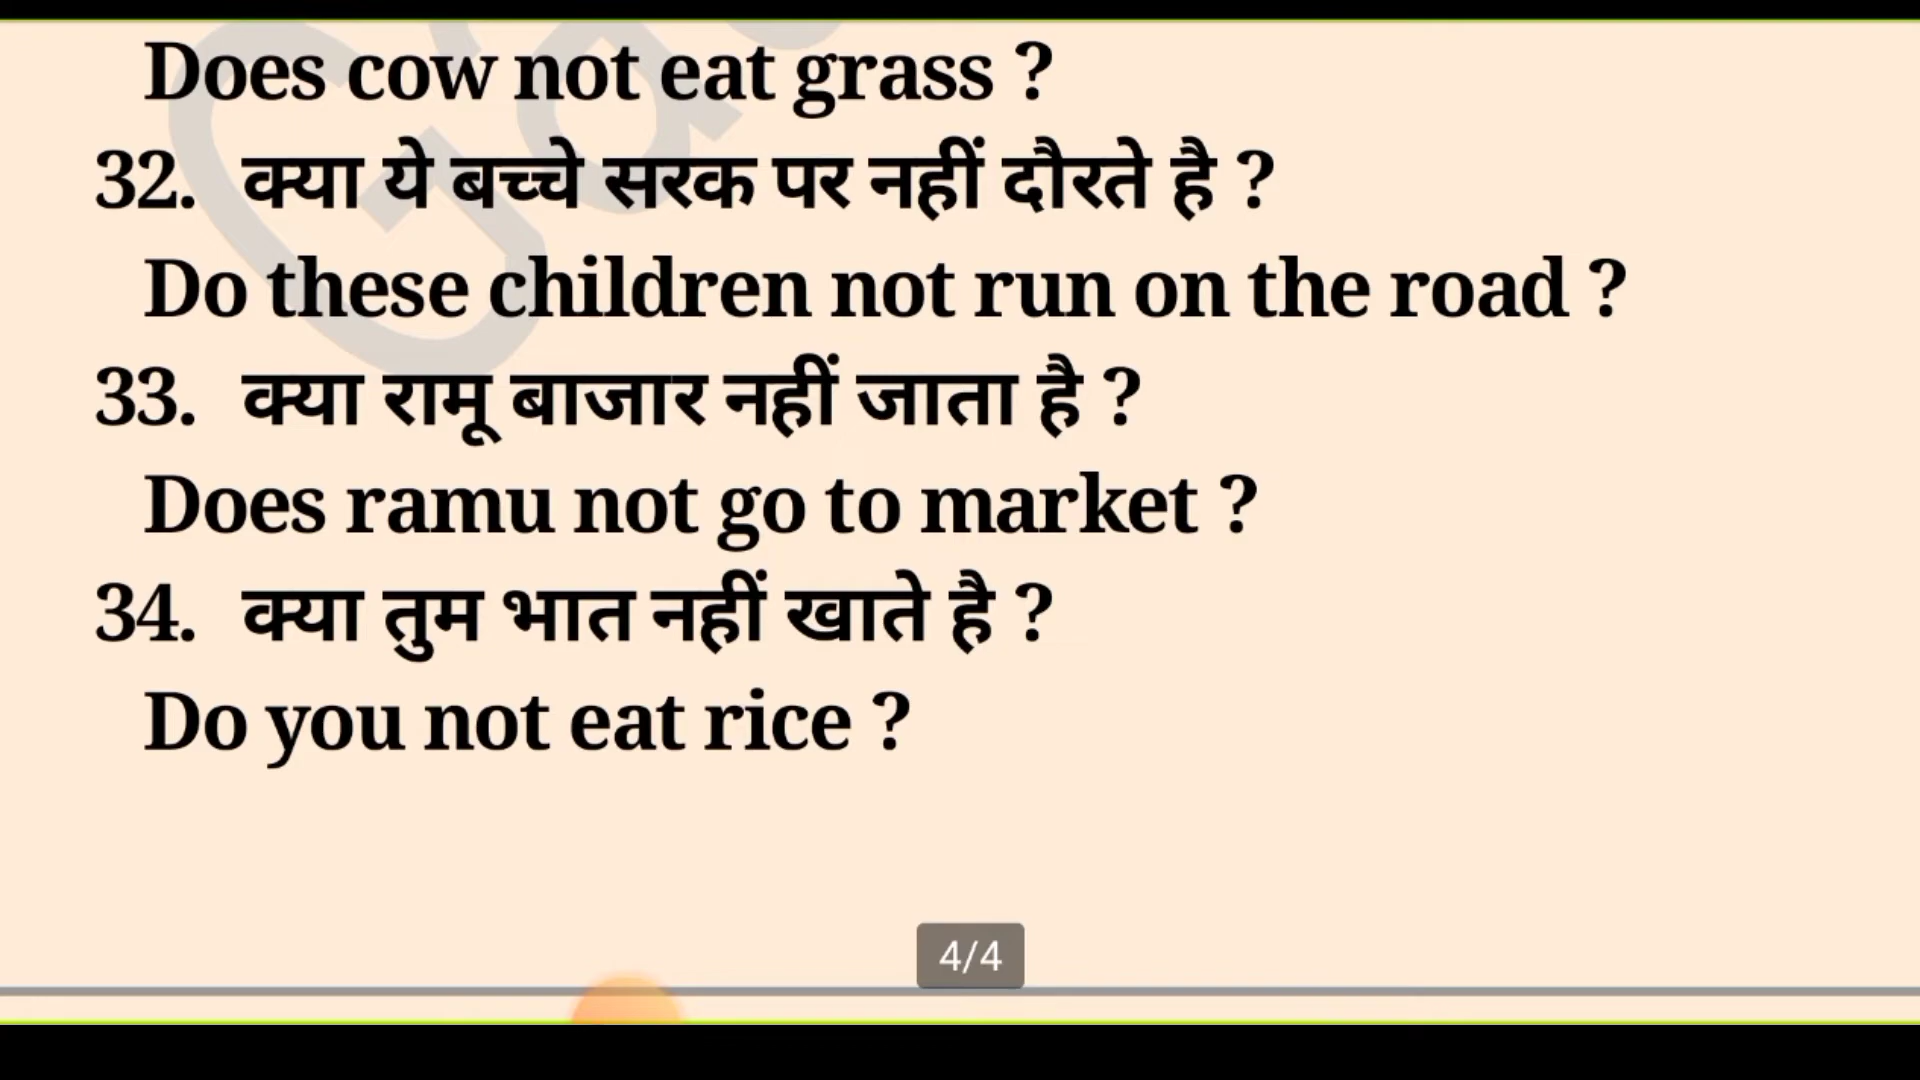 Does cow not eat grass ?
32. क्या ये बच्चे सरक पर नहीं दौरते है ?
Do these children not run on the road ?
33. क्या रामू बाजार नहीं जाता है ?
Does ramu not go to market ?
34. क्या तुम भात नहीं खाते है ?
Do you not eat rice ?
4/4